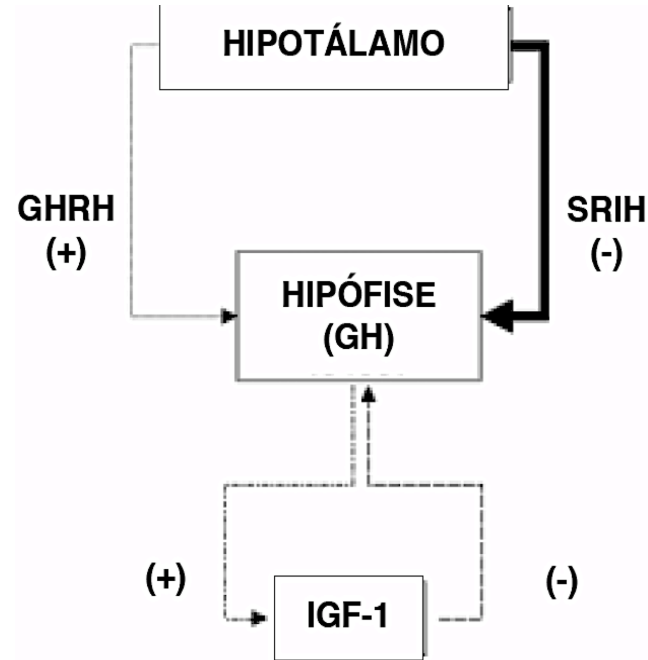 HIPOTÁLAMO
GHRH
(+)
SRIH
(-)
HIPÓFISE
(GH)
(+)
(-)
IGF-1